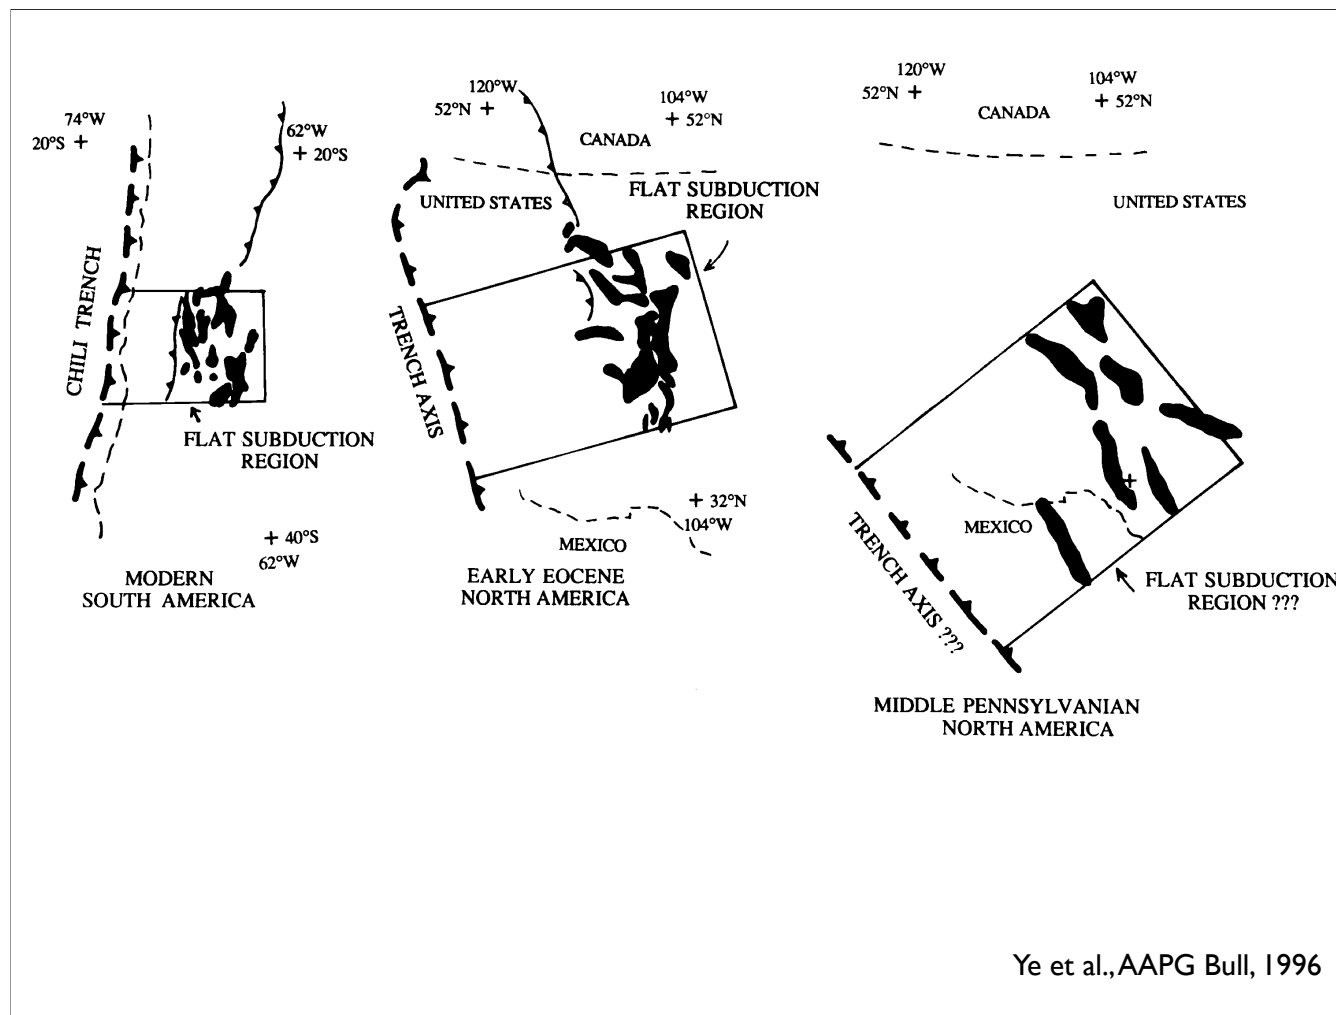 74°W
20°S
62°W
20°S
CHILI TRENCH
FLAT SUBDUCTION
REGION
40°S
62°W
MODERN
SOUTH AMERICA
120°W
52°N
104°W
52°N
CANADA
UNITED STATES
FLAT SUBDUCTION
REGION
TRENCH AXIS
32°N
104°W
MEXICO
EARLY EOCENE
NORTH AMERICA
120°W
52°N
104°W
52°N
CANADA
UNITED STATES
MEXICO
TRENCH AXIS ???
FLAT SUBDUCTION
REGION ???
MIDDLE PENNSYLVANIAN
NORTH AMERICA
Ye et al., AAPG Bull, 1996